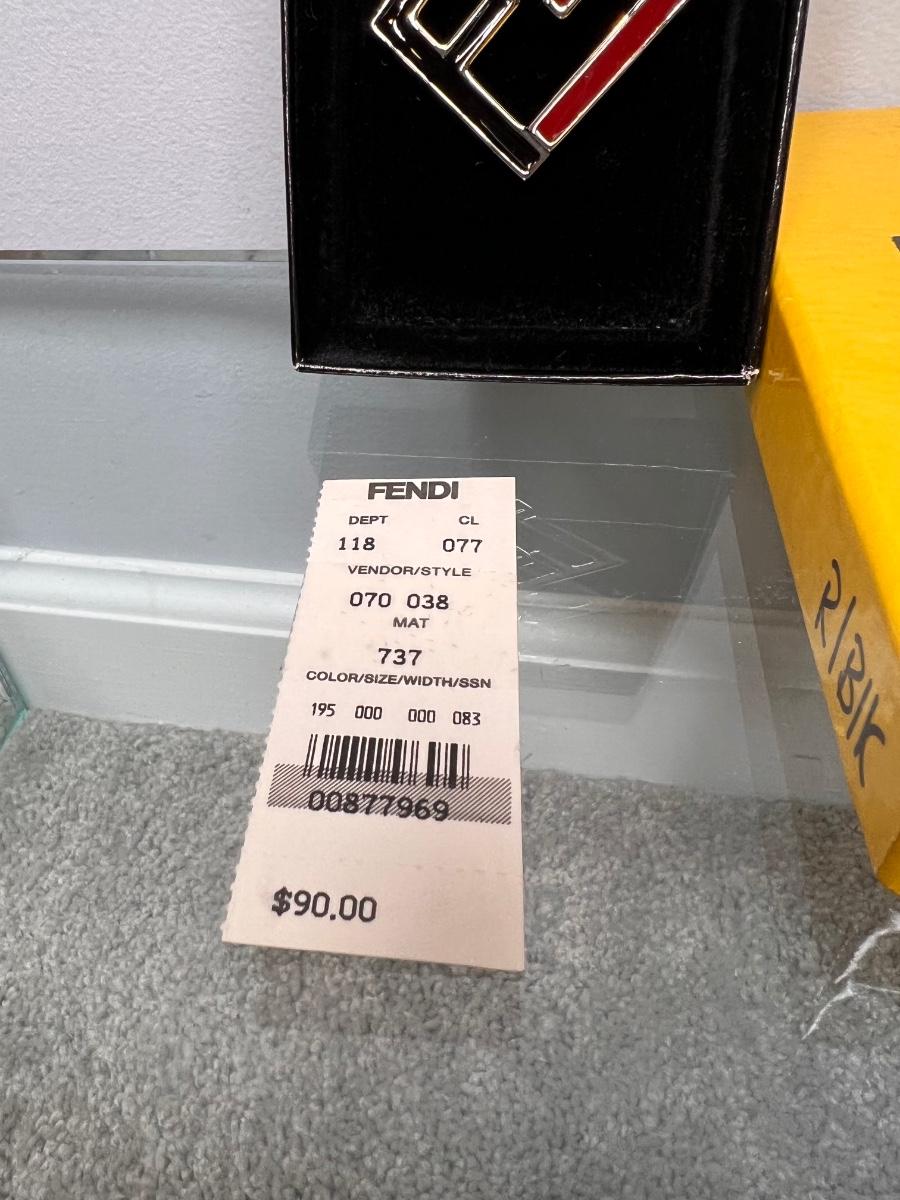 FENDI
DEPT CL
118 077
VENDOR/STYLE
070 038
MAT
737
COLOR/SIZE/WIDTH/SSN
195 000 000 083
00877969
$90.00
R/BlK